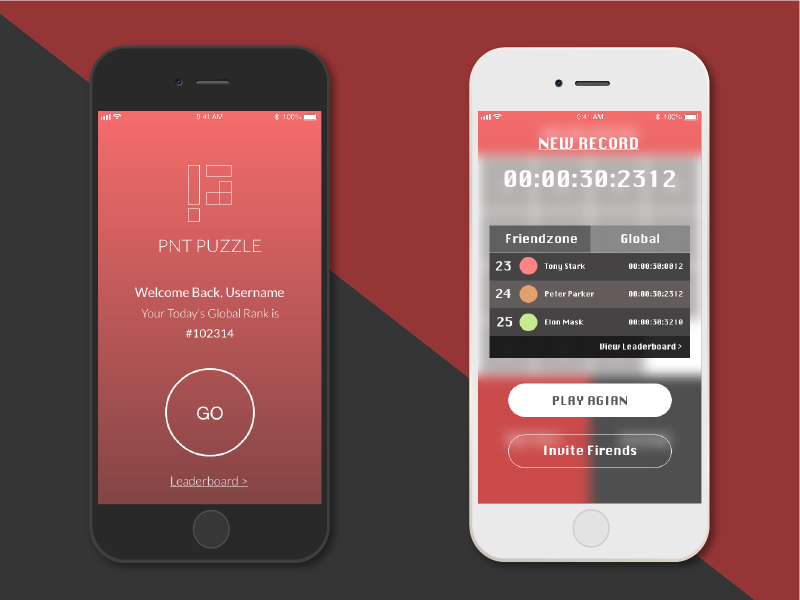 9:41 AM
100%
PNT PUZZLE
Welcome Back, Username
Your Today's Global Rank is
#102314
GO
Leaderboard >
9:41 AM
100%
NEW RECORD
00:00:30:2312
Friendzone Global
23 Tony Stark 00:00:30:0012
24 Peter Parker 00:00:30:2312
25 Elon Mask 00:00:30:3210
View Leaderboard >
PLAY AGIAN
Invite Firends